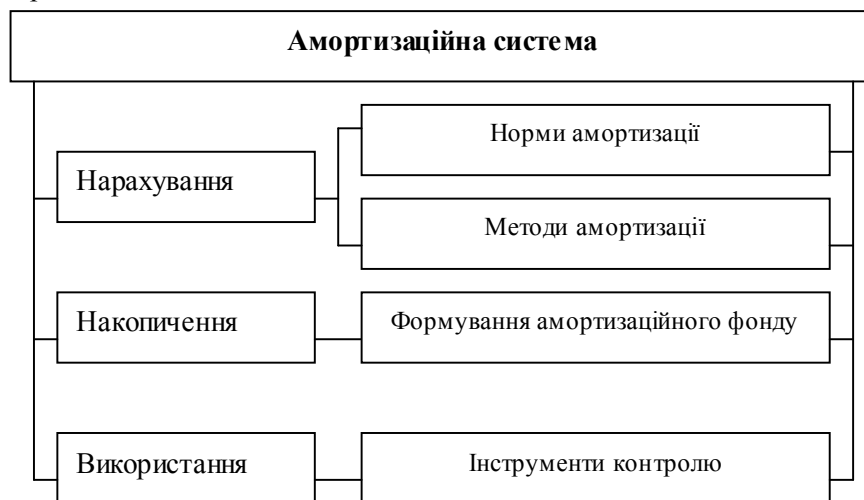 Амортизаційна система
Норми амортизації
Нарахування
Методи амортизації
Накопичення
Формування амортизаційного фонду
Використання
Інструменти контролю